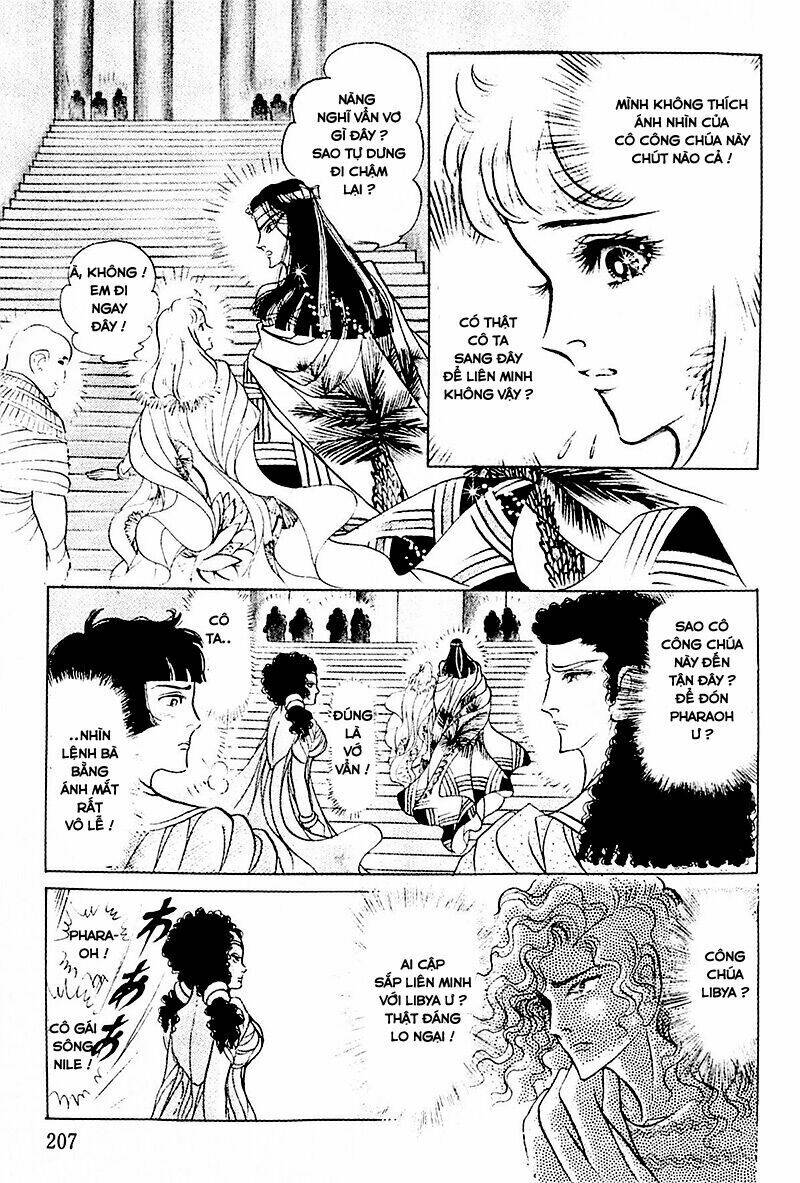 MÌNH KHÔNG THÍCH
ÁNH NHÌN CỦA
CÔ CÔNG CHÚA NÀY
CHÚT NÀO CẢ !
CÓ THẬT
CÔ TA
SANG ĐÂY
ĐỂ LIÊN MINH
KHÔNG VẬY ?
NÀNG
NGHĨ VẨN VƠ
GÌ ĐẤY ?
SAO TỰ DƯNG
ĐI CHẬM
LẠI ?
À, KHÔNG !
EM ĐI
NGAY
ĐÂY !
SAO CÔ
CÔNG CHÚA
NÀY ĐẾN
TẬN ĐÂY ?
ĐỂ ĐÓN
PHARAOH
Ư ?
ĐÚNG
LÀ
VỚ
VẨN !
CÔ
TA..
..NHÌN
LỆNH BÀ
BẰNG
ÁNH MẮT
RẤT
VÔ LỄ !
CÔNG
CHÚA
LIBYA ?
AI CẬP
SẮP LIÊN MINH
VỚI LIBYA Ư ?
THẬT ĐÁNG
LO NGẠI !
PHARA-
OH !
わあああ
CÔ GÁI
SÔNG
NILE !
207